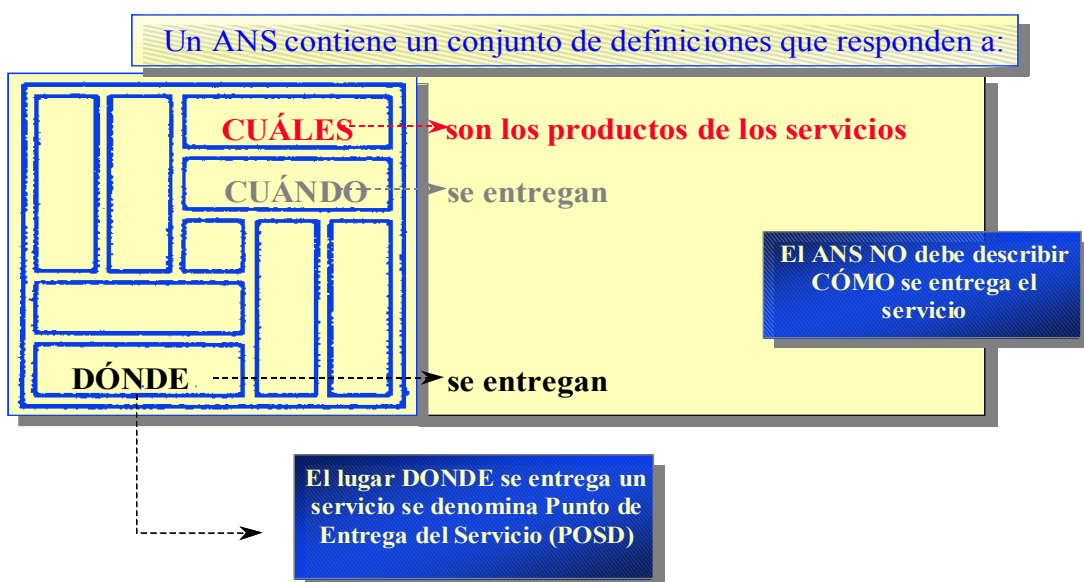 Un ANS contiene un conjunto de definiciones que responden a:
CUÁLES son los productos de los servicios
CUÁNDO se entregan
El ANS NO debe describir
CÓMO se entrega el
servicio
DÓNDE se entregan
El lugar DONDE se entrega un
servicio se denomina Punto de
Entrega del Servicio (POSD)